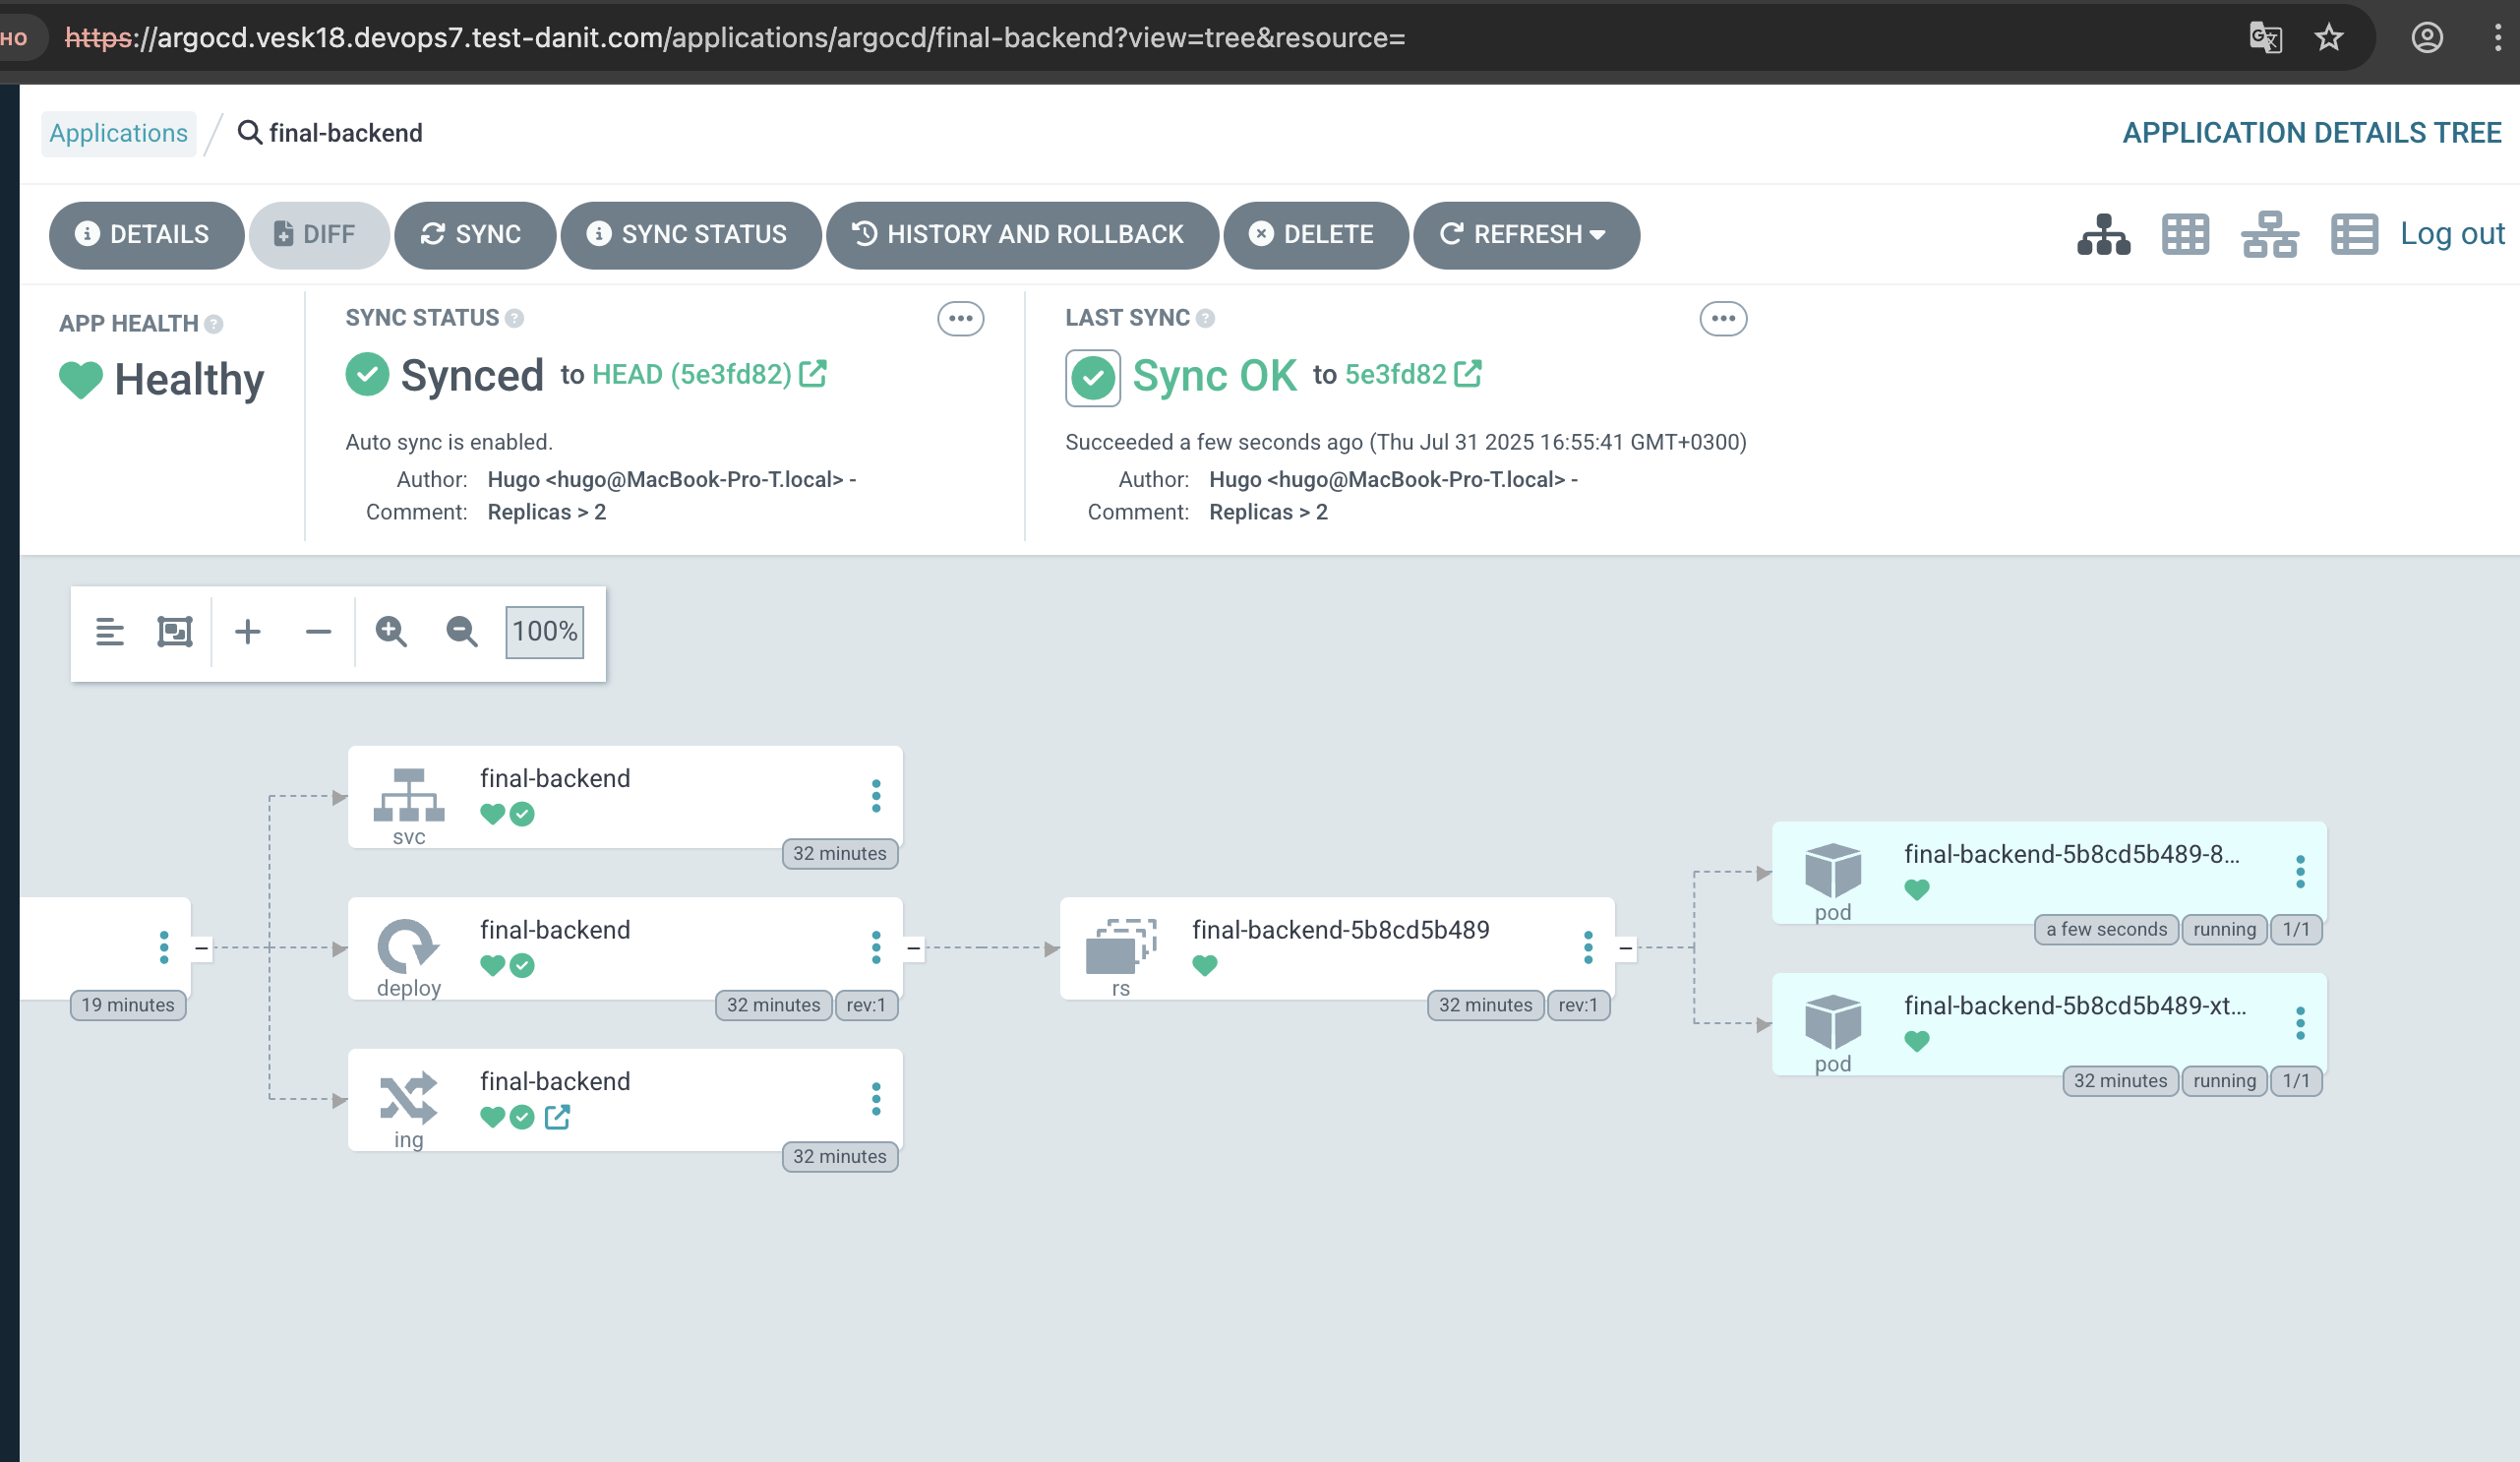 но https://argocd.vesk18.devops7.test-danit.com/applications/argocd/final-backend?view=tree&resource=
Applications / final-backend
APPLICATION DETAILS TREE
DETAILS
DIFF
SYNC
SYNC STATUS
HISTORY AND ROLLBACK
DELETE
REFRESH
Log out
APP HEALTH
Healthy
SYNC STATUS
Synced to HEAD (5e3fd82)
Auto sync is enabled.
Author: Hugo <hugo@MacBook-Pro-T.local> -
Comment: Replicas > 2
LAST SYNC
Sync OK to 5e3fd82
Succeeded a few seconds ago (Thu Jul 31 2025 16:55:41 GMT+0300)
Author: Hugo <hugo@MacBook-Pro-T.local> -
Comment: Replicas > 2
100%
19 minutes
final-backend
svc
32 minutes
final-backend
deploy
32 minutes
rev:1
final-backend
ing
32 minutes
final-backend-5b8cd5b489
rs
32 minutes
rev:1
final-backend-5b8cd5b489-8...
pod
a few seconds
running
1/1
final-backend-5b8cd5b489-xt...
pod
32 minutes
running
1/1